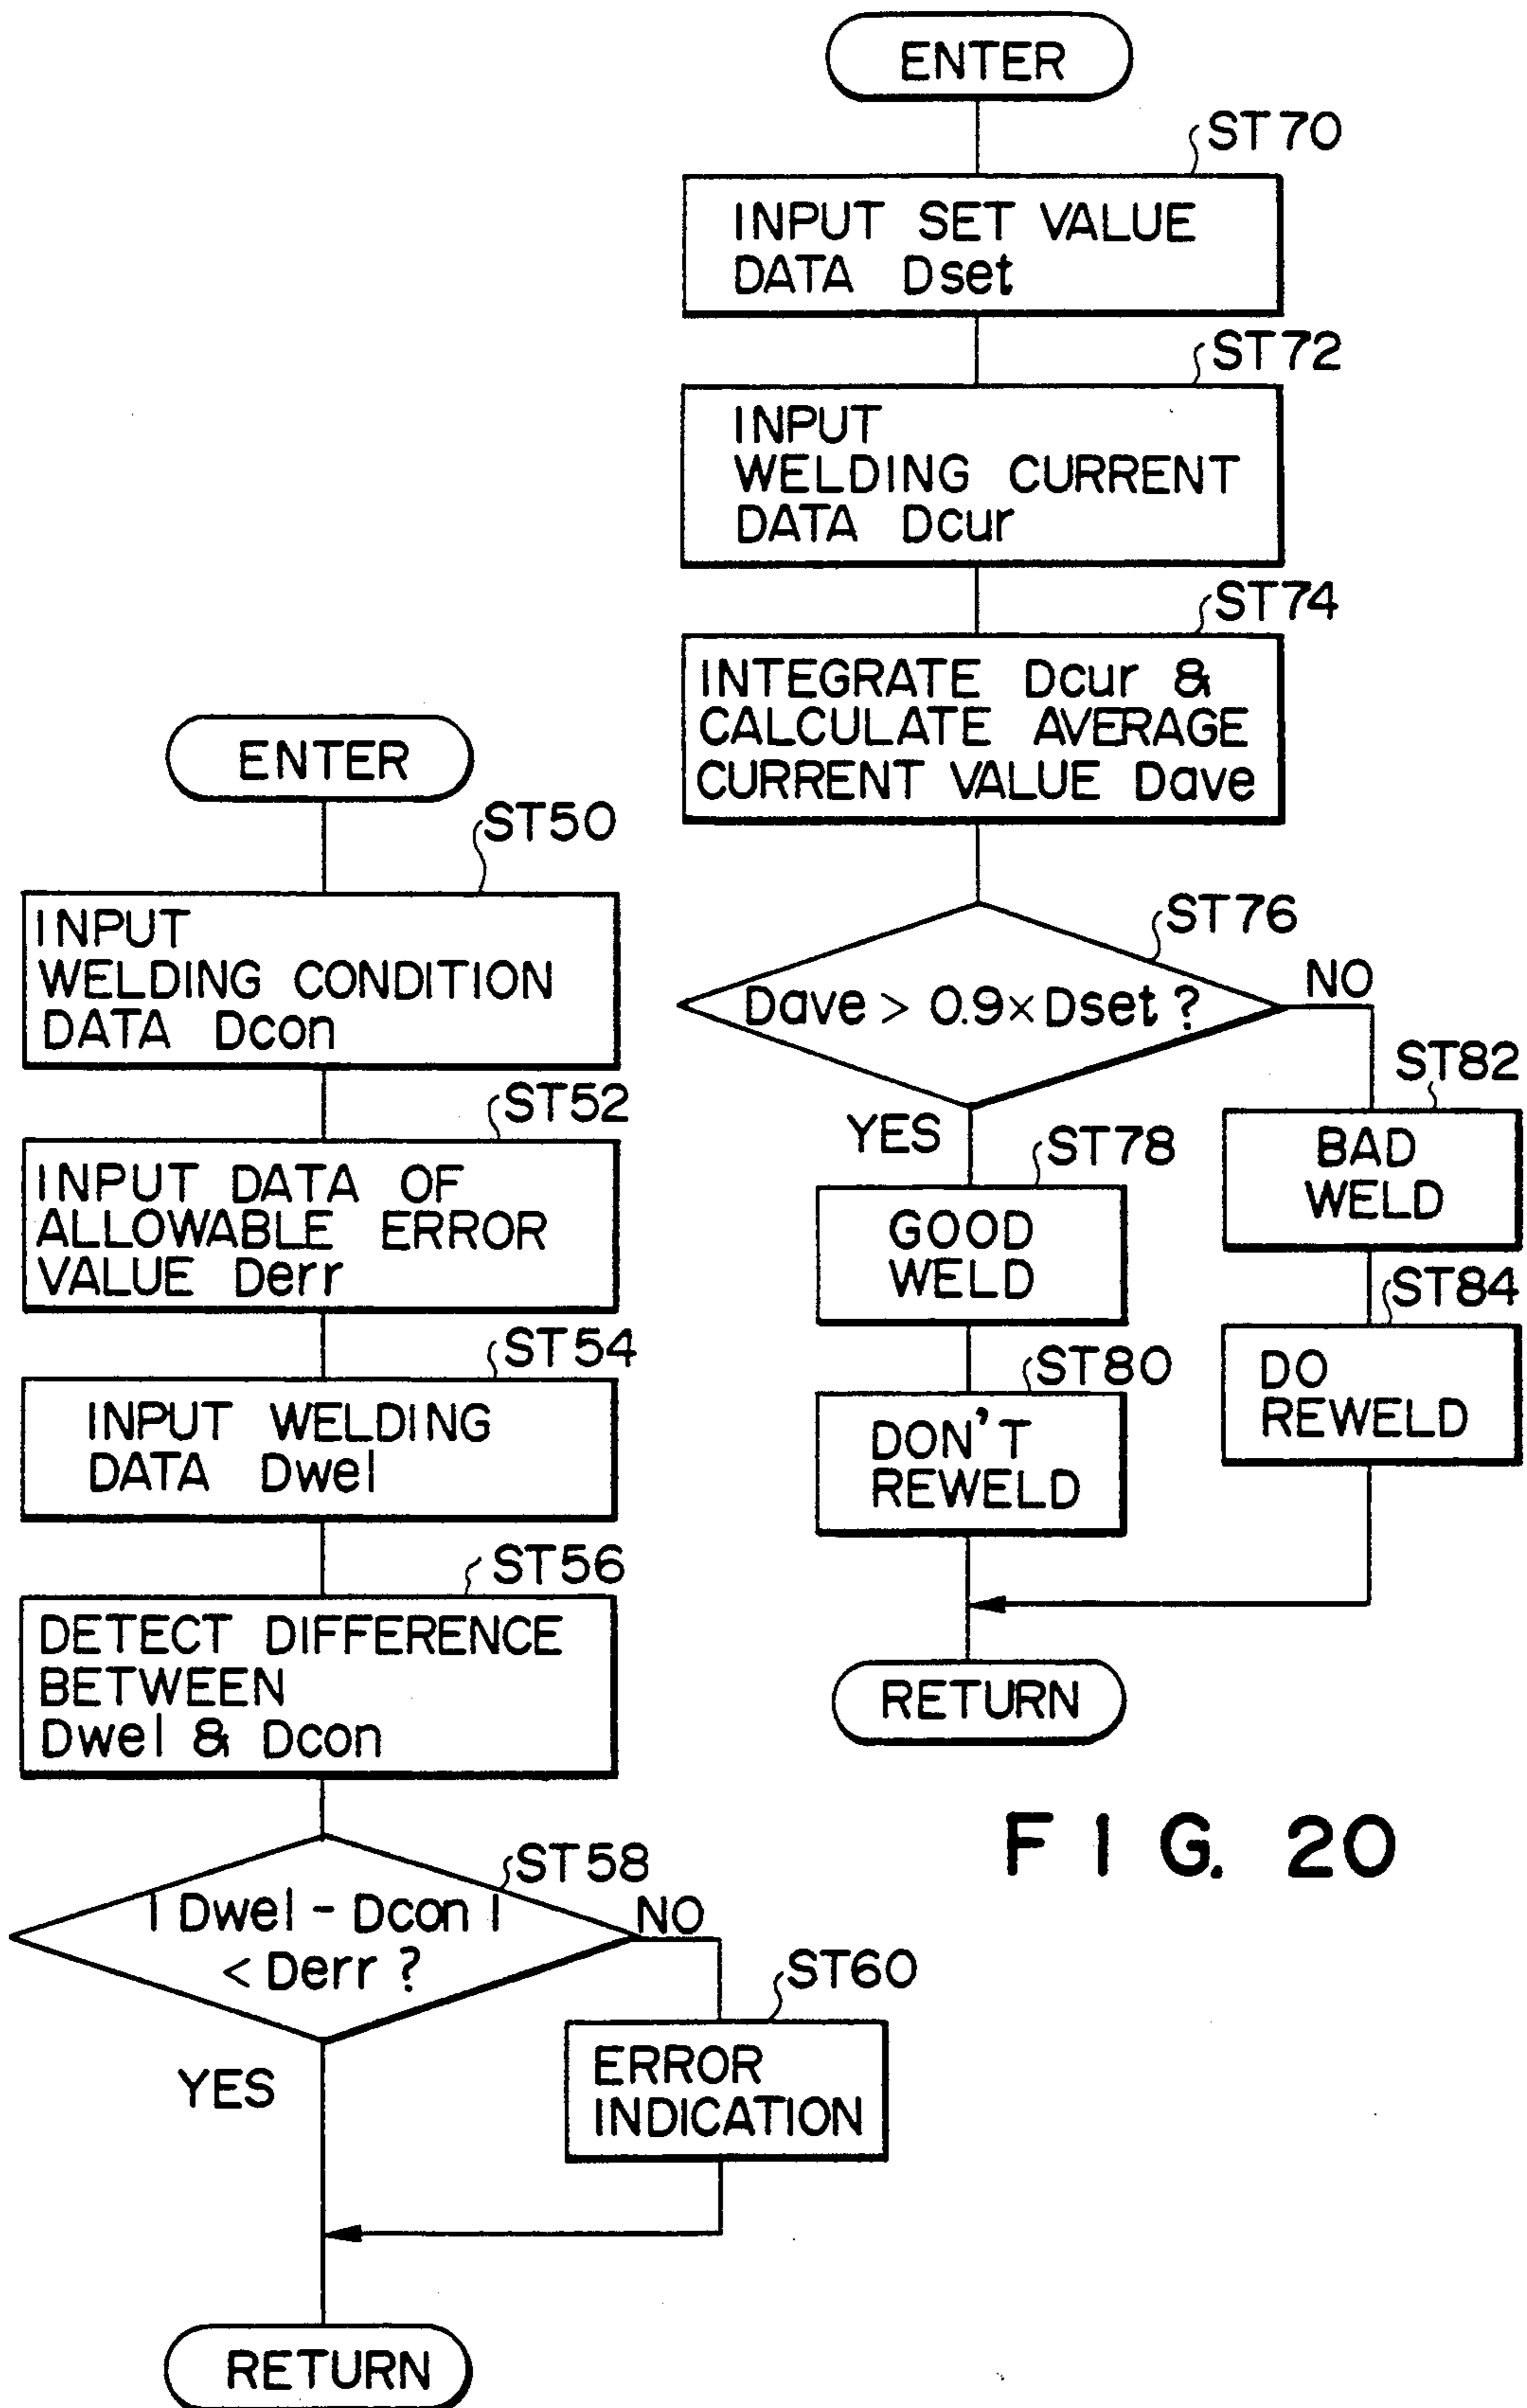 ENTER
ST50
INPUT
WELDING CONDITION
DATA Dcon
ST52
INPUT DATA OF
ALLOWABLE ERROR
VALUE Derr
ST54
INPUT WELDING
DATA Dwel
ST56
DETECT DIFFERENCE
BETWEEN
Dwel & Dcon
ST58
| Dwel - Dcon |
< Derr ?
NO
YES
ST60
ERROR
INDICATION
RETURN
ENTER
ST70
INPUT SET VALUE
DATA Dset
ST72
INPUT
WELDING CURRENT
DATA Dcur
ST74
INTEGRATE Dcur &
CALCULATE AVERAGE
CURRENT VALUE Dave
ST76
Dave > 0.9×Dset ?
NO
YES
ST78
GOOD
WELD
ST80
DON'T
REWELD
ST82
BAD
WELD
ST84
DO
REWELD
RETURN
FIG. 20